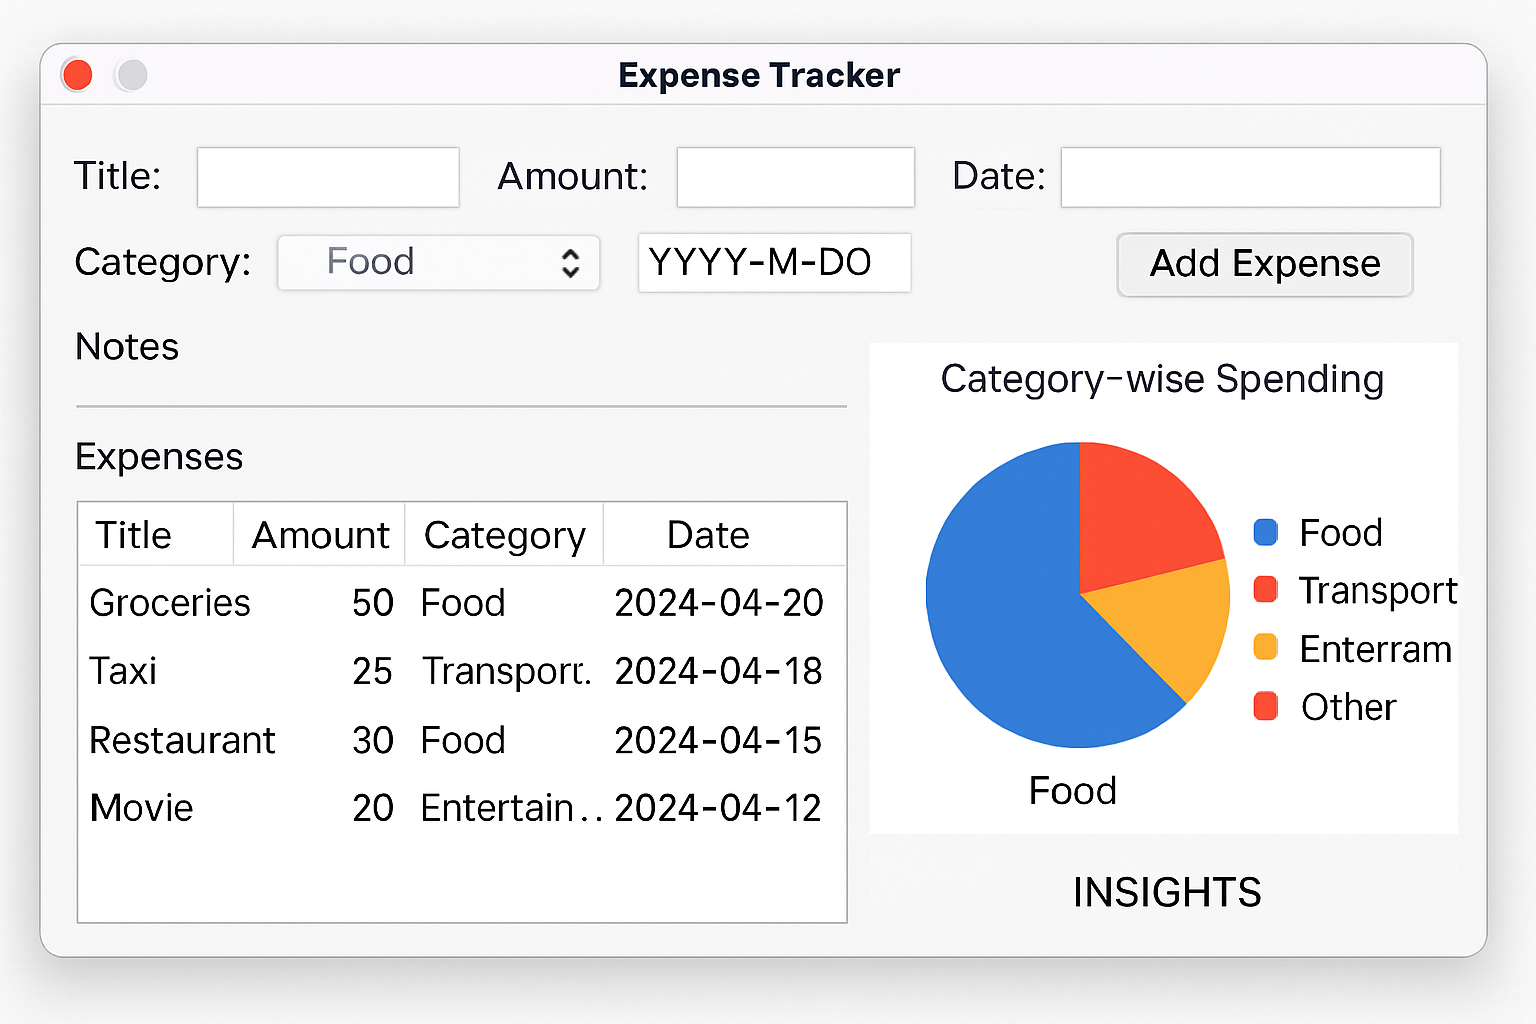 Expense Tracker
Title: Amount: Date:
Category: Food YYYY-M-DO Add Expense
Notes
Expenses
Title Amount Category Date
Groceries 50 Food 2024-04-20
Taxi 25 Transporr. 2024-04-18
Restaurant 30 Food 2024-04-15
Movie 20 Entertain.. 2024-04-12
Category-wise Spending
Food
Transport
Enterram
Other
Food
INSIGHTS